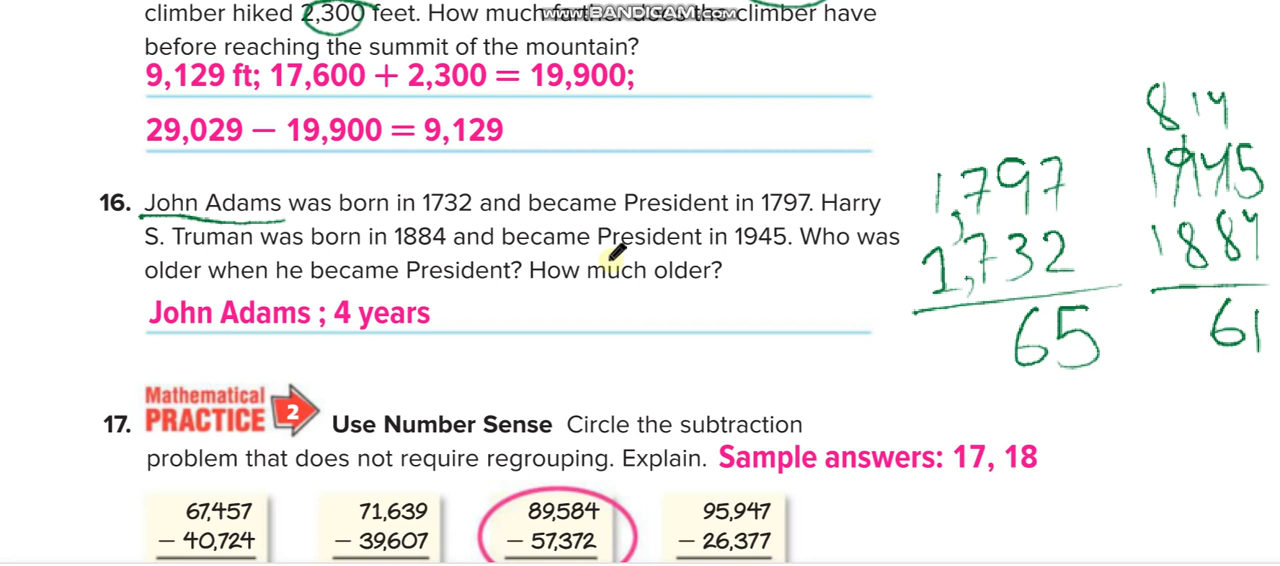 climber hiked 2,300 feet. How much farther does the climber have
www.BANDICAM.com
before reaching the summit of the mountain?
9,129 ft; 17,600 + 2,300 = 19,900;
29,029 − 19,900 = 9,129
16. John Adams was born in 1732 and became President in 1797. Harry
S. Truman was born in 1884 and became President in 1945. Who was
older when he became President? How much older?
John Adams ; 4 years
1,797
1,732
65
8 14
1945
1884
61
Mathematical
PRACTICE 2
17. Use Number Sense Circle the subtraction
problem that does not require regrouping. Explain. Sample answers: 17, 18
67,457 71,639 89,584 95,947
− 40,724 − 39,607 − 57,372 − 26,377